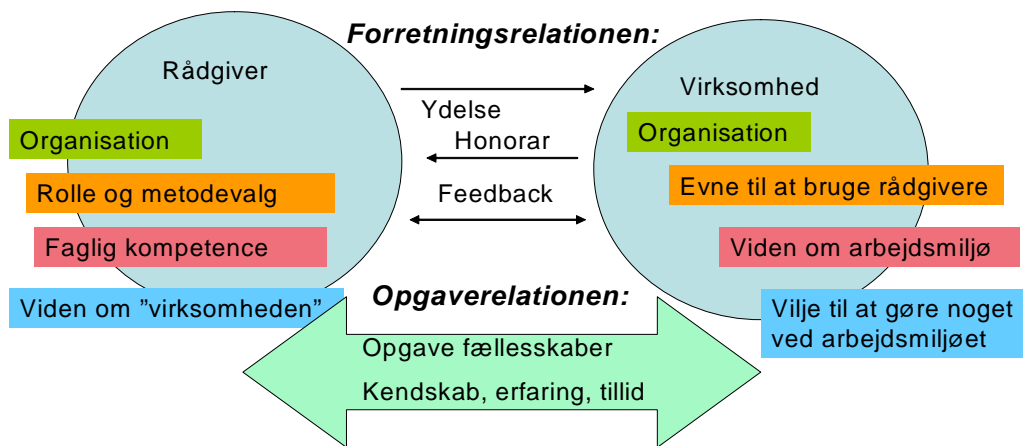 Forretningsrelationen:
Rådgiver
Organisation
Rolle og metodevalg
Faglig kompetence
Viden om ”virksomheden”
Ydelse
Honorar
Feedback
Virksomhed
Organisation
Evne til at bruge rådgivere
Viden om arbejdsmiljø
Vilje til at gøre noget
ved arbejdsmiljøet
Opgaverelationen:
Opgave fællesskaber
Kendskab, erfaring, tillid